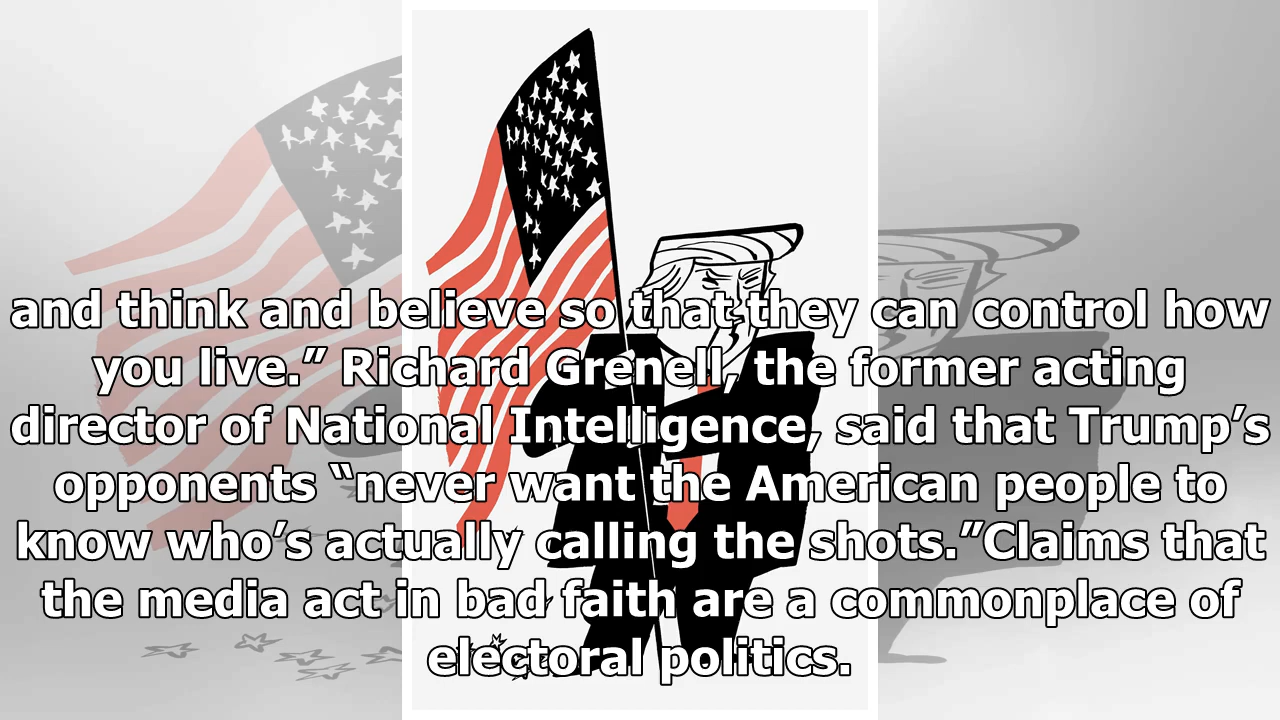 and think and believe so that they can control how
you live.” Richard Grenell, the former acting
director of National Intelligence, said that Trump’s
opponents “never want the American people to
know who’s actually calling the shots.”Claims that
the media act in bad faith are a commonplace of
electoral politics.